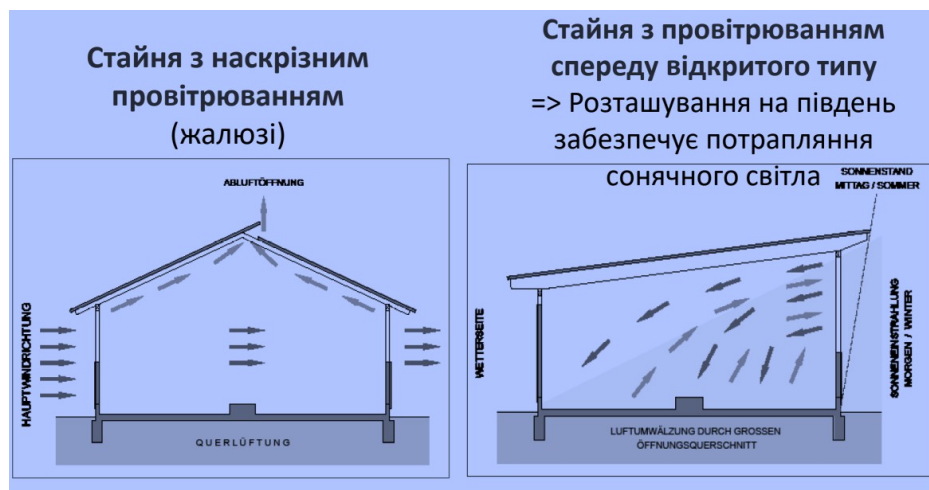 Стайня з наскрізним
провітрюванням
(жалюзі)
ABLUFTÖFFNUNG
HAUPTWINDRICHTUNG
QUERLÜFTUNG
Стайня з провітрюванням
спереду відкритого типу
=> Розташування на південь
забезпечує потрапляння
сонячного світла
SONNENSTAND
MITTAG / SOMMER
WETTERSEITE
SONNEINSTRAHLUNG
MORGEN / WINTER
LUFTUMWÄLZUNG DURCH GROSSEN
ÖFFNUNGSQUERSCHNITT